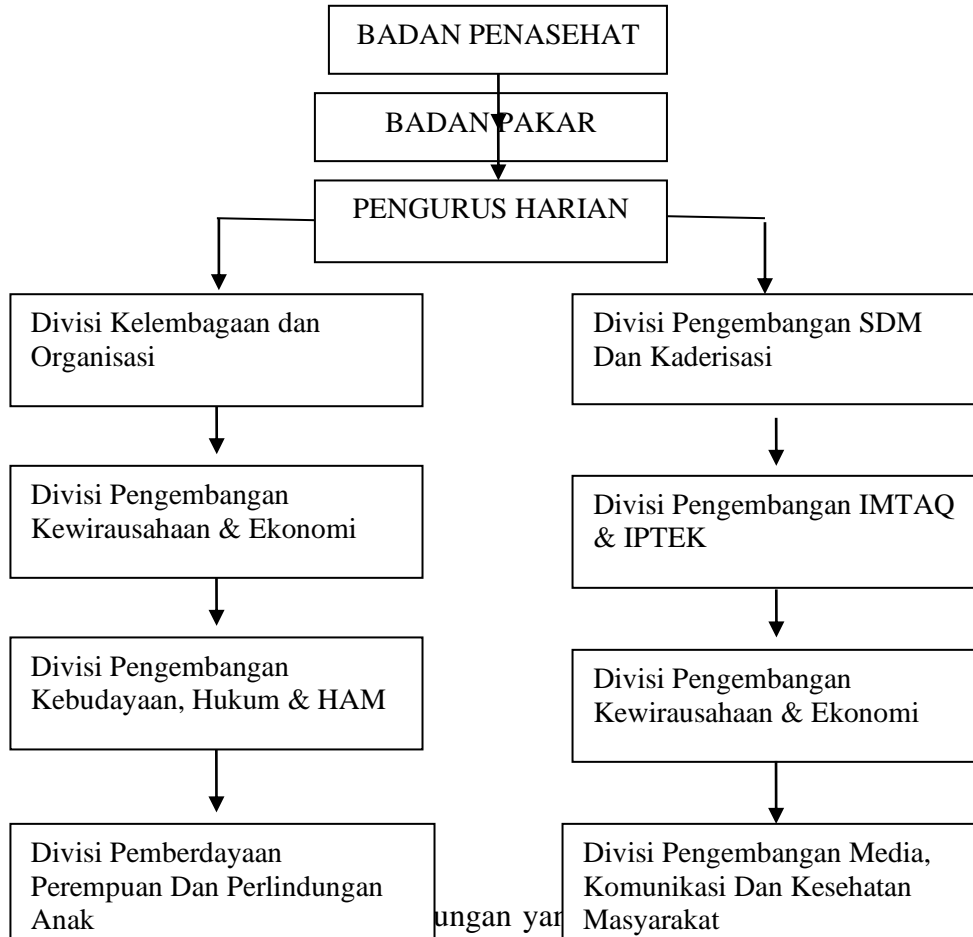 BADAN PENASEHAT
BADAN PAKAR
PENGURUS HARIAN
Divisi Kelembagaan dan
Organisasi
Divisi Pengembangan
Kewirausahaan & Ekonomi
Divisi Pengembangan
Kebudayaan, Hukum & HAM
Divisi Pemberdayaan
Perempuan Dan Perlindungan
Anak
Divisi Pengembangan SDM
Dan Kaderisasi
Divisi Pengembangan IMTAQ
& IPTEK
Divisi Pengembangan
Kewirausahaan & Ekonomi
Divisi Pengembangan Media,
Komunikasi Dan Kesehatan
Masyarakat